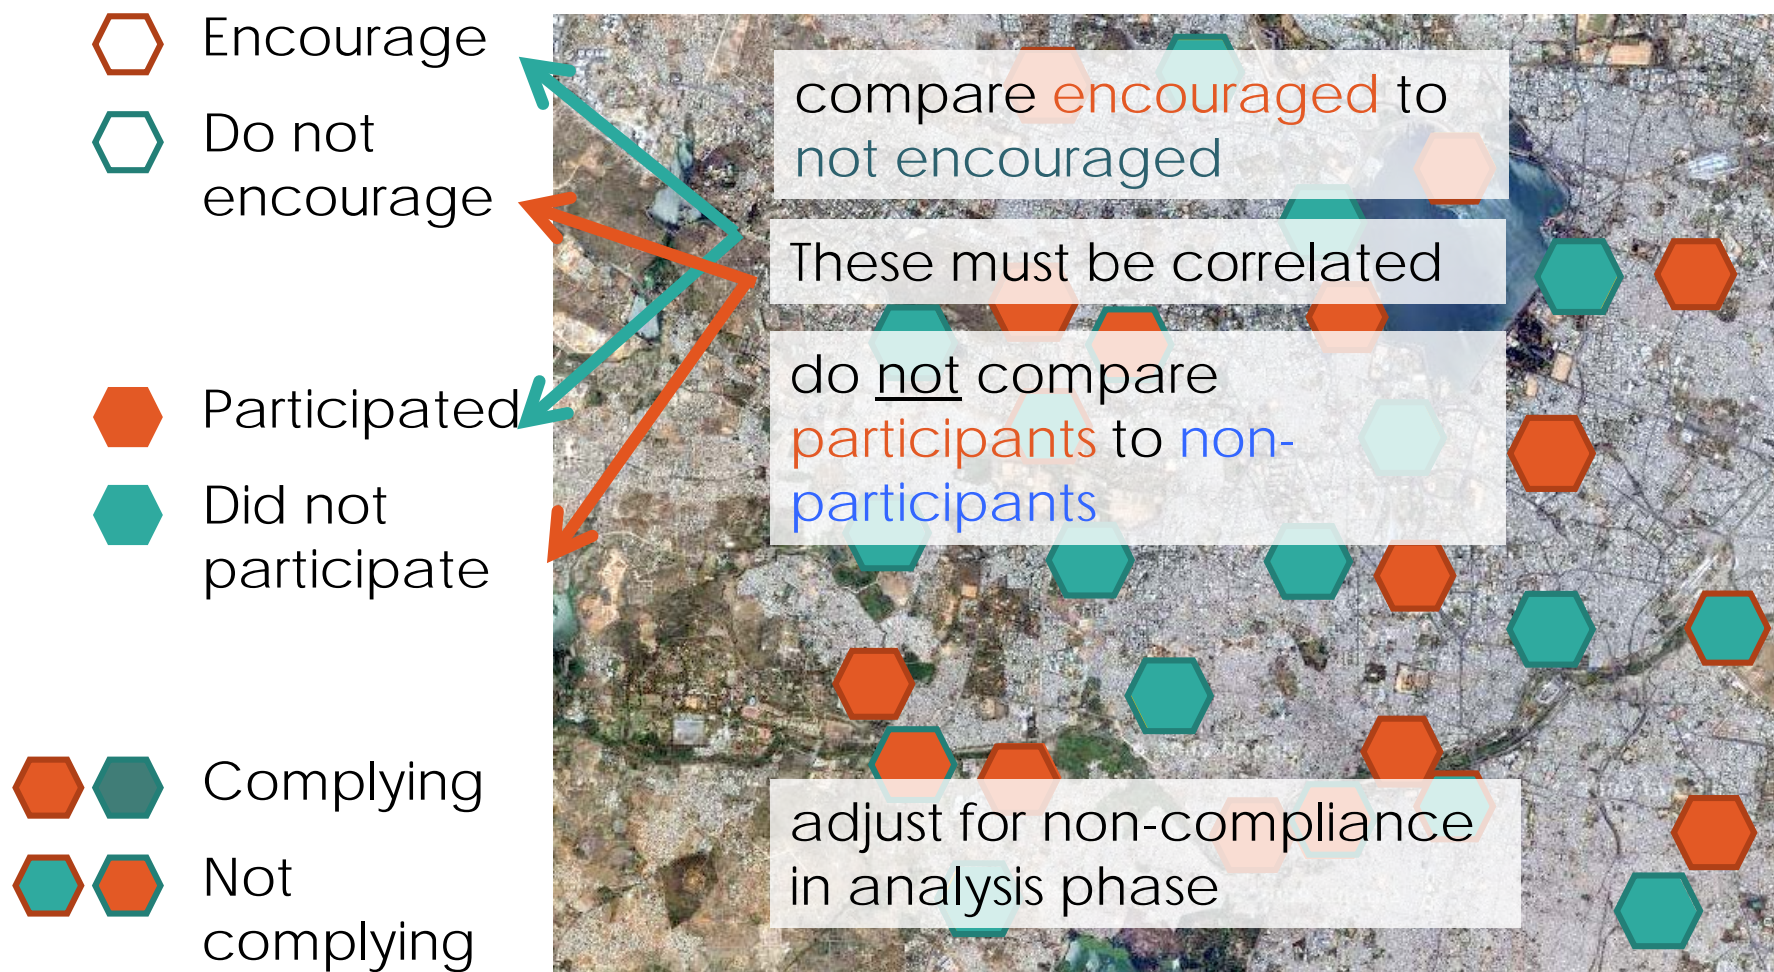 Encourage
Do not
encourage
Participated
Did not
participate
Complying
Not
complying
compare encouraged to
not encouraged
These must be correlated
do not compare
participants to non-
participants
adjust for non-compliance
in analysis phase